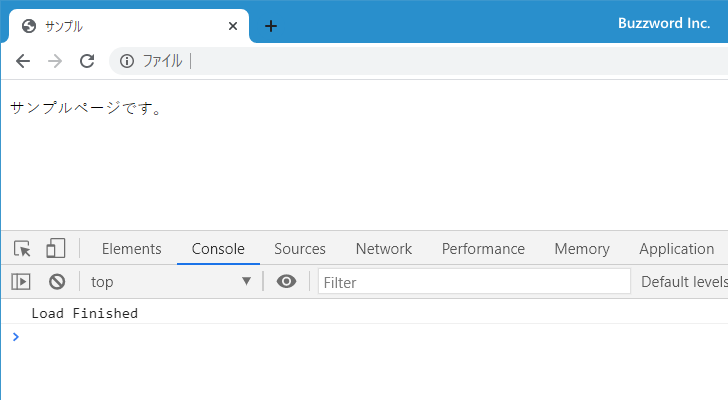 サンプル
Buzzword Inc.
ファイル
サンプルページです。
Elements Console Sources Network Performance Memory Application
top Filter Default levels
Load Finished